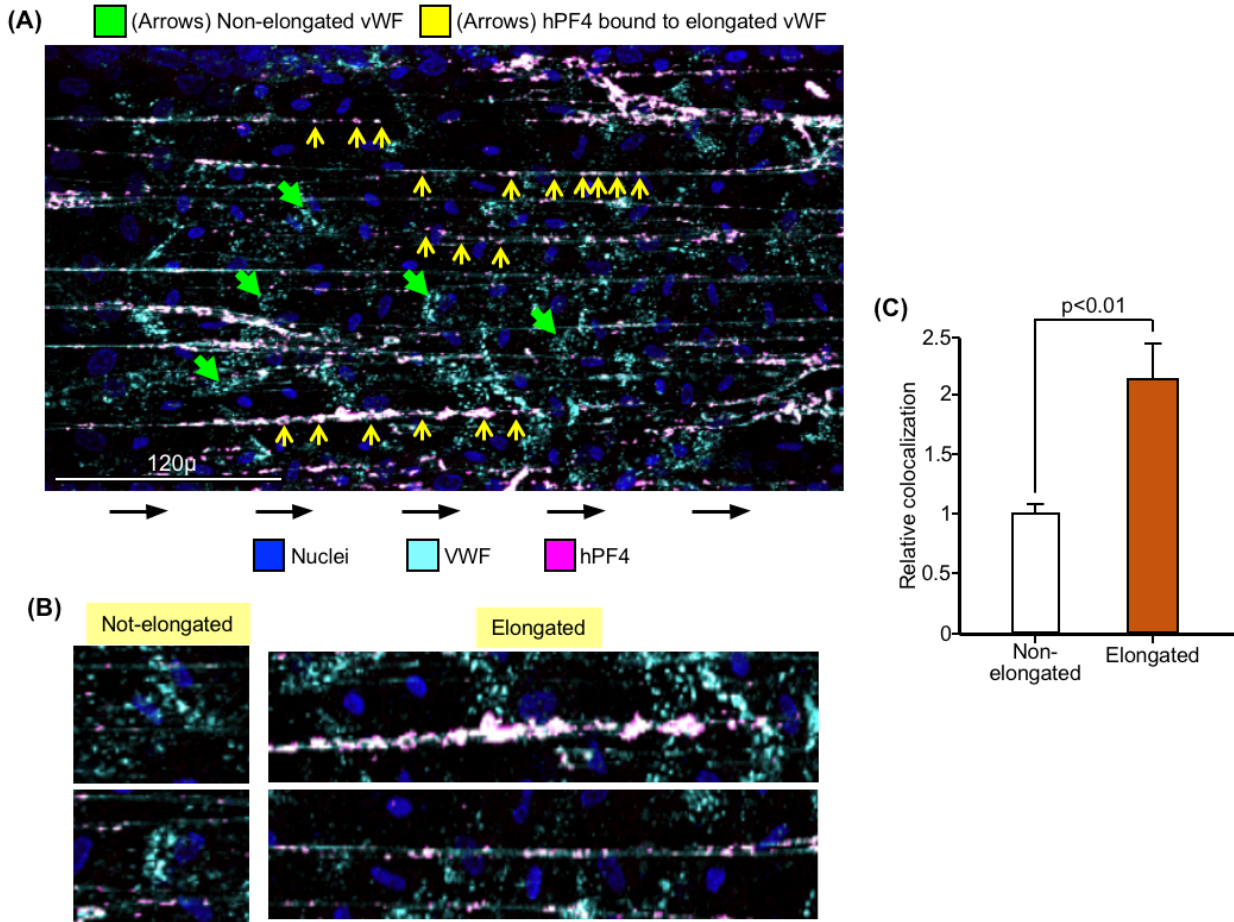 (A)
(Arrows) Non-elongated vWF
(Arrows) hPF4 bound to elongated vWF
120μ
Nuclei
VWF
hPF4
(B)
Not-elongated
Elongated
(C)
p<0.01
Relative colocalization
2.5
2
1.5
1
0.5
0
Non-
elongated
Elongated